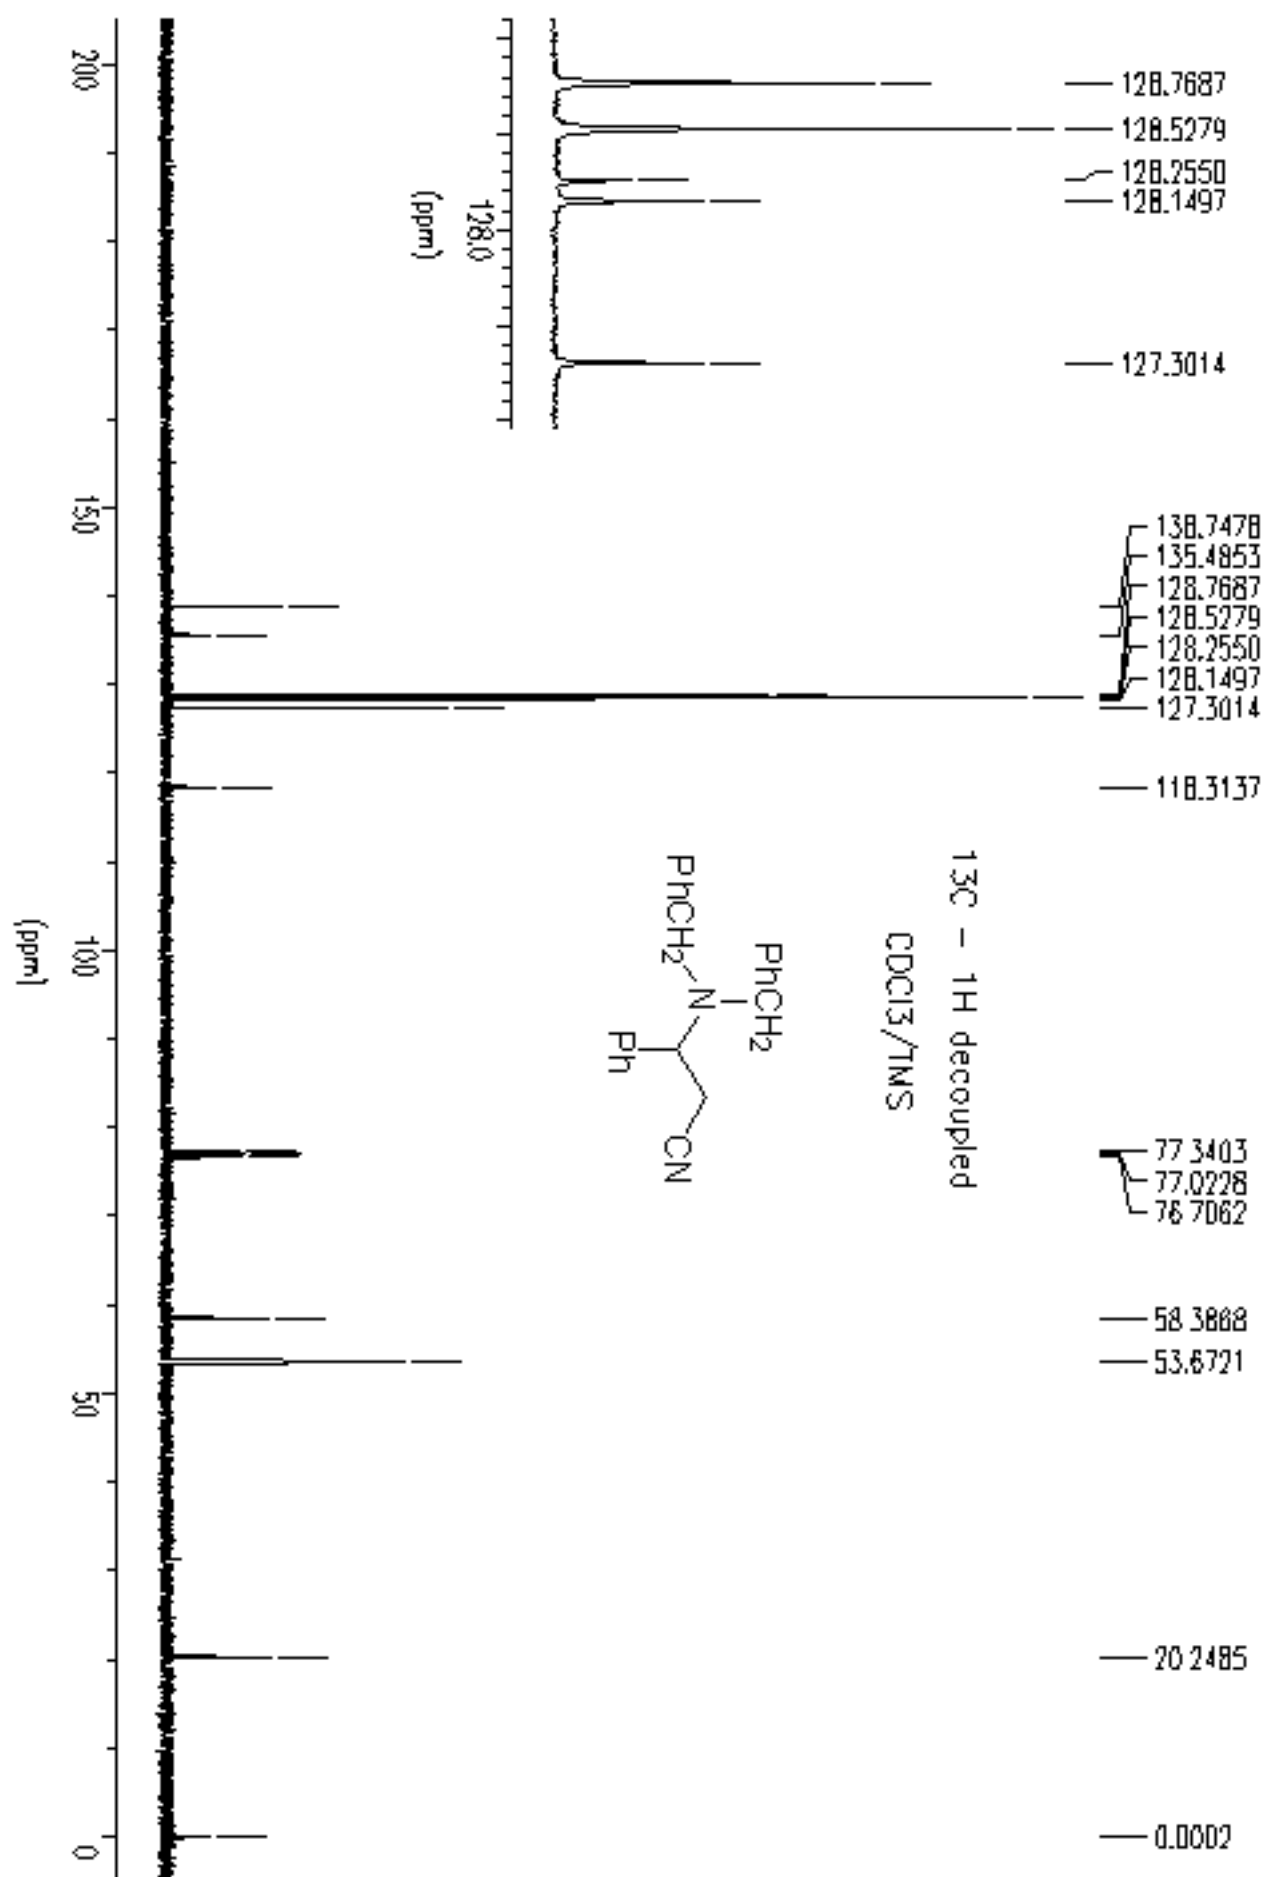 128.7687
128.5279
128.2550
128.1497
127.3014
128.0
(ppm)
138.7478
135.4853
128.7687
128.5279
128.2550
128.1497
127.3014
118.3137
13C - 1H decoupled
CDCl3/TMS
PhCH2
PhCH2
N
Ph
CN
77.3403
77.0228
76.7062
58.3868
53.6721
20.2485
0.0002
200
150
100
50
0
(ppm)